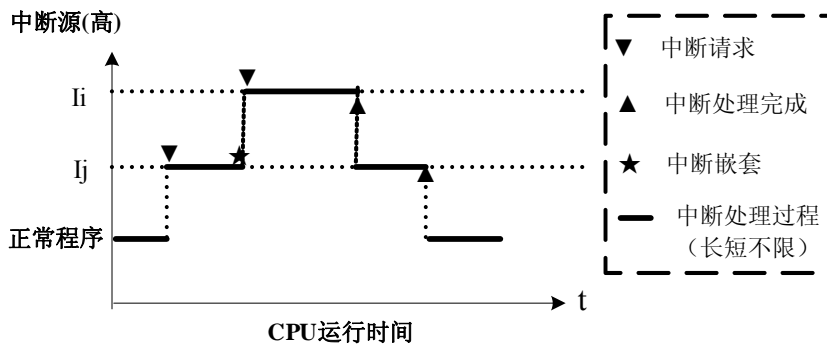 中断源(高)
Ii
Ij
正常程序
t
CPU运行时间
中断请求
中断处理完成
中断嵌套
中断处理过程
（长短不限）